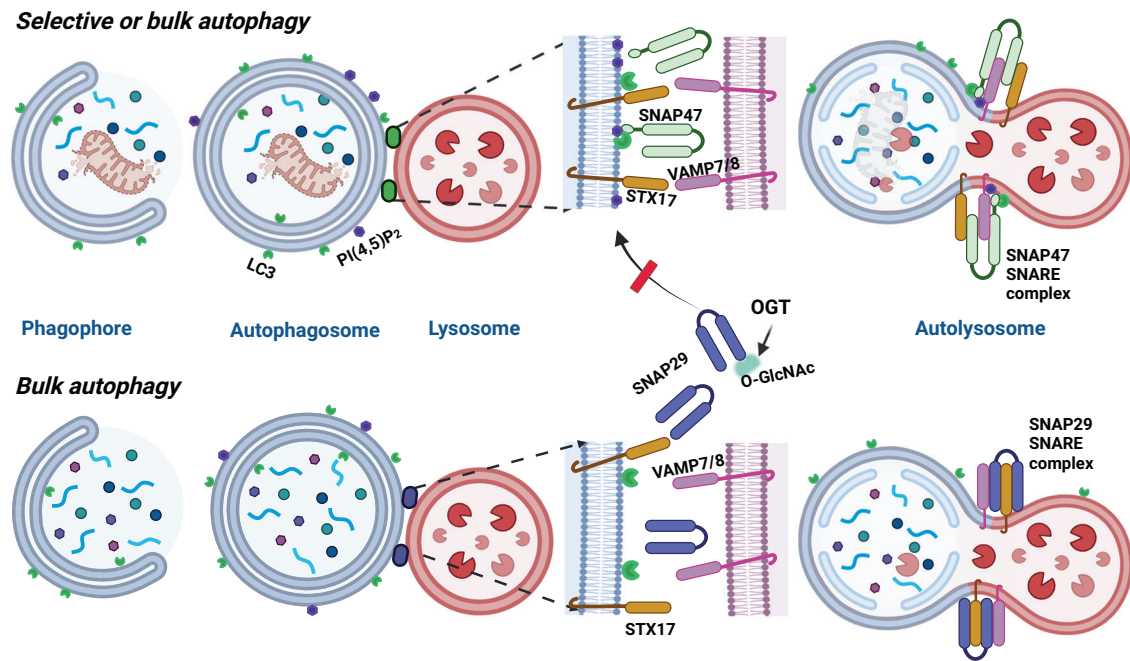 Selective or bulk autophagy
SNAP47
VAMP7/8
STX17
LC3
PI(4,5)P₂
SNAP47
SNARE
complex
Phagophore
Autophagosome
Lysosome
Autolysosome
OGT
SNAP29
O-GlcNAc
Bulk autophagy
SNAP29
SNARE
complex
VAMP7/8
STX17